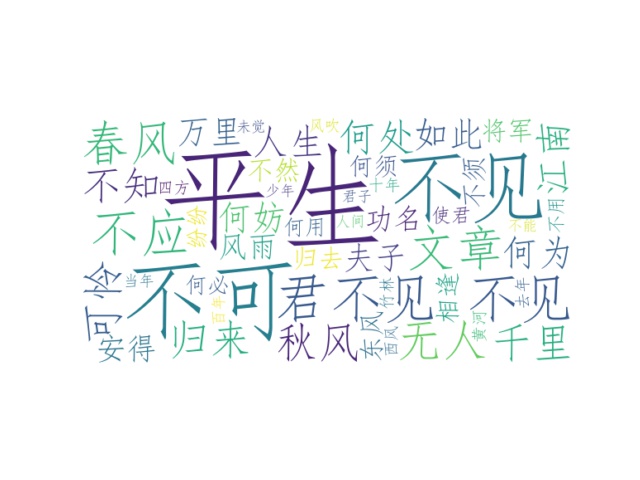 春风
万里
未觉
人生
风吹
何处
如此
将军
江南
不知
四方
平生
不然
少年
何须
十年
君子
不见
不须
不用
不应
纷纷
何妨
风雨
何用
归去
人间
功名
使君
夫子
文章
不能
何为
可怜
当年
何必
百年
不可
君不见
竹林
相逢
不见
去年
安得
归来
秋风
东风
西风
无人
黄河
千里